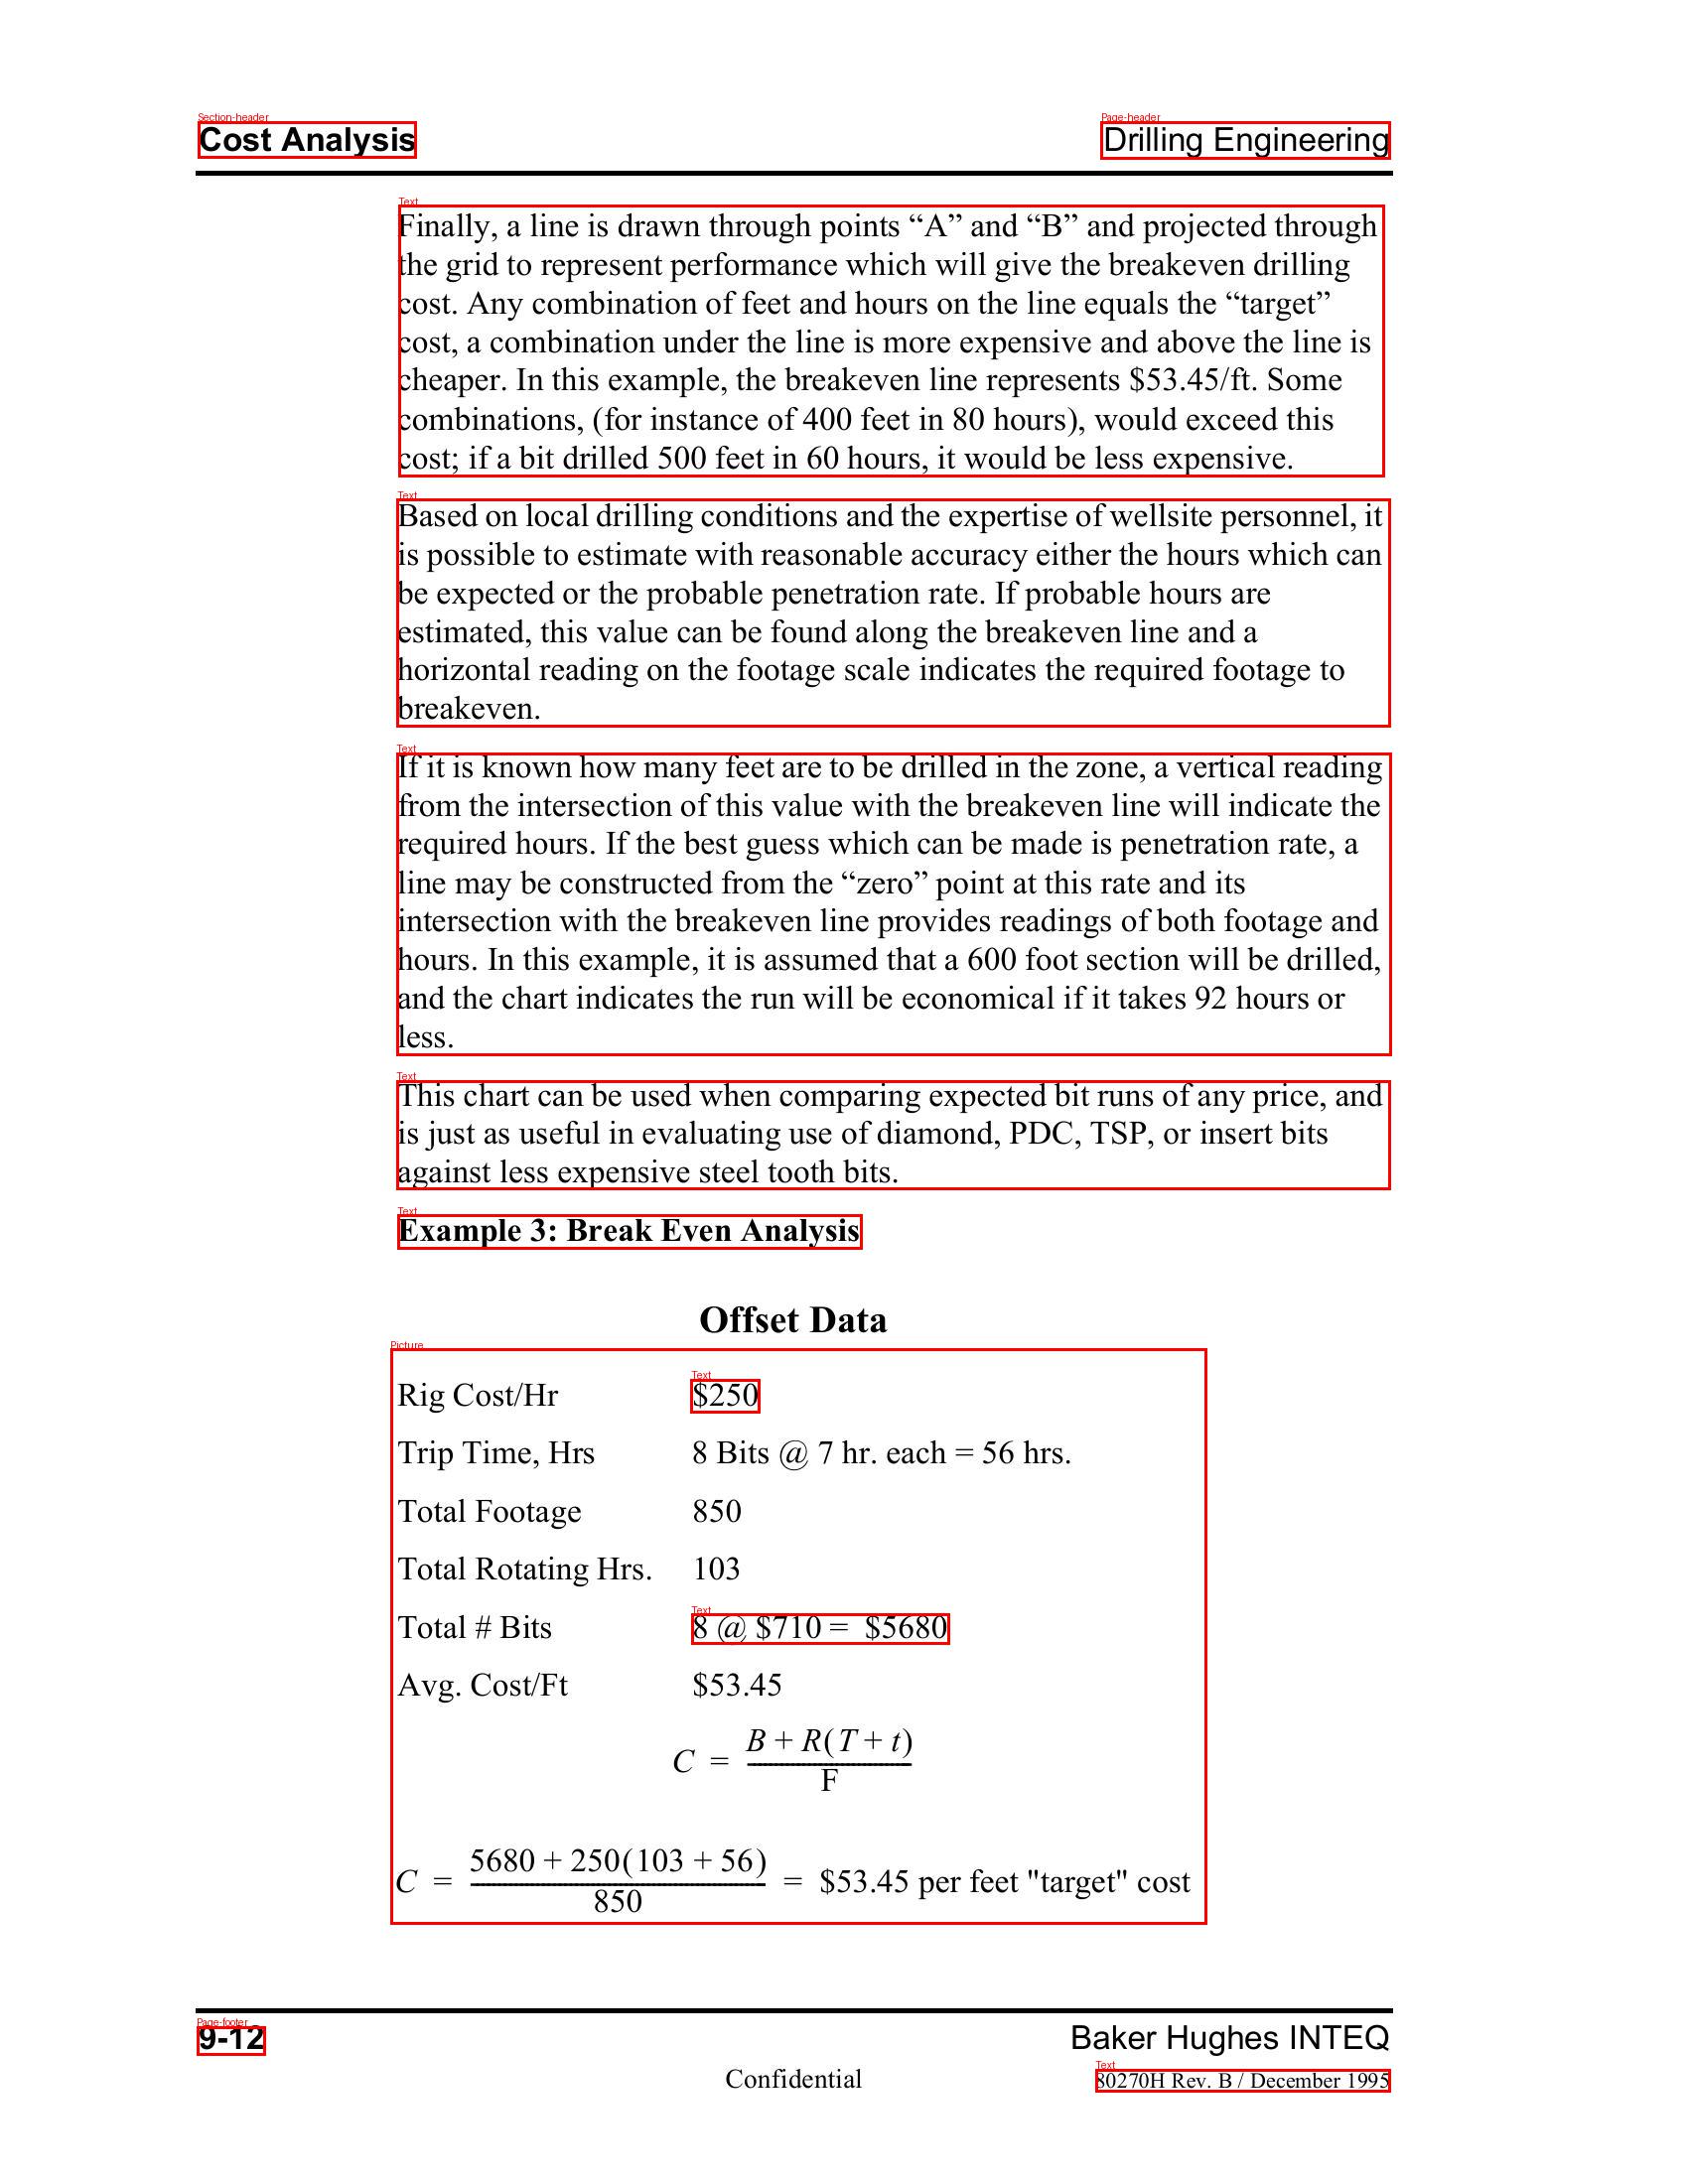 Section-header
Cost Analysis
Page-header
Drilling Engineering
Text
Finally, a line is drawn through points “A” and “B” and projected through
the grid to represent performance which will give the breakeven drilling
cost. Any combination of feet and hours on the line equals the “target”
cost, a combination under the line is more expensive and above the line is
cheaper. In this example, the breakeven line represents $53.45/ft. Some
combinations, (for instance of 400 feet in 80 hours), would exceed this
cost; if a bit drilled 500 feet in 60 hours, it would be less expensive.
Text
Based on local drilling conditions and the expertise of wellsite personnel, it
is possible to estimate with reasonable accuracy either the hours which can
be expected or the probable penetration rate. If probable hours are
estimated, this value can be found along the breakeven line and a
horizontal reading on the footage scale indicates the required footage to
breakeven.
Text
If it is known how many feet are to be drilled in the zone, a vertical reading
from the intersection of this value with the breakeven line will indicate the
required hours. If the best guess which can be made is penetration rate, a
line may be constructed from the “zero” point at this rate and its
intersection with the breakeven line provides readings of both footage and
hours. In this example, it is assumed that a 600 foot section will be drilled,
and the chart indicates the run will be economical if it takes 92 hours or
less.
Text
This chart can be used when comparing expected bit runs of any price, and
is just as useful in evaluating use of diamond, PDC, TSP, or insert bits
against less expensive steel tooth bits.
Text
Example 3: Break Even Analysis
Offset Data
Picture
Text
Rig Cost/Hr $250
Trip Time, Hrs 8 Bits @ 7 hr. each = 56 hrs.
Total Footage 850
Total Rotating Hrs. 103
Text
Total # Bits 8 @ $710 = $5680
Avg. Cost/Ft $53.45
B + R(T + t)
C =
F
5680 + 250(103 + 56)
C = = $53.45 per feet "target" cost
850
Page-footer
9-12 Baker Hughes INTEQ
Text
Confidential 80270H Rev. B / December 1995